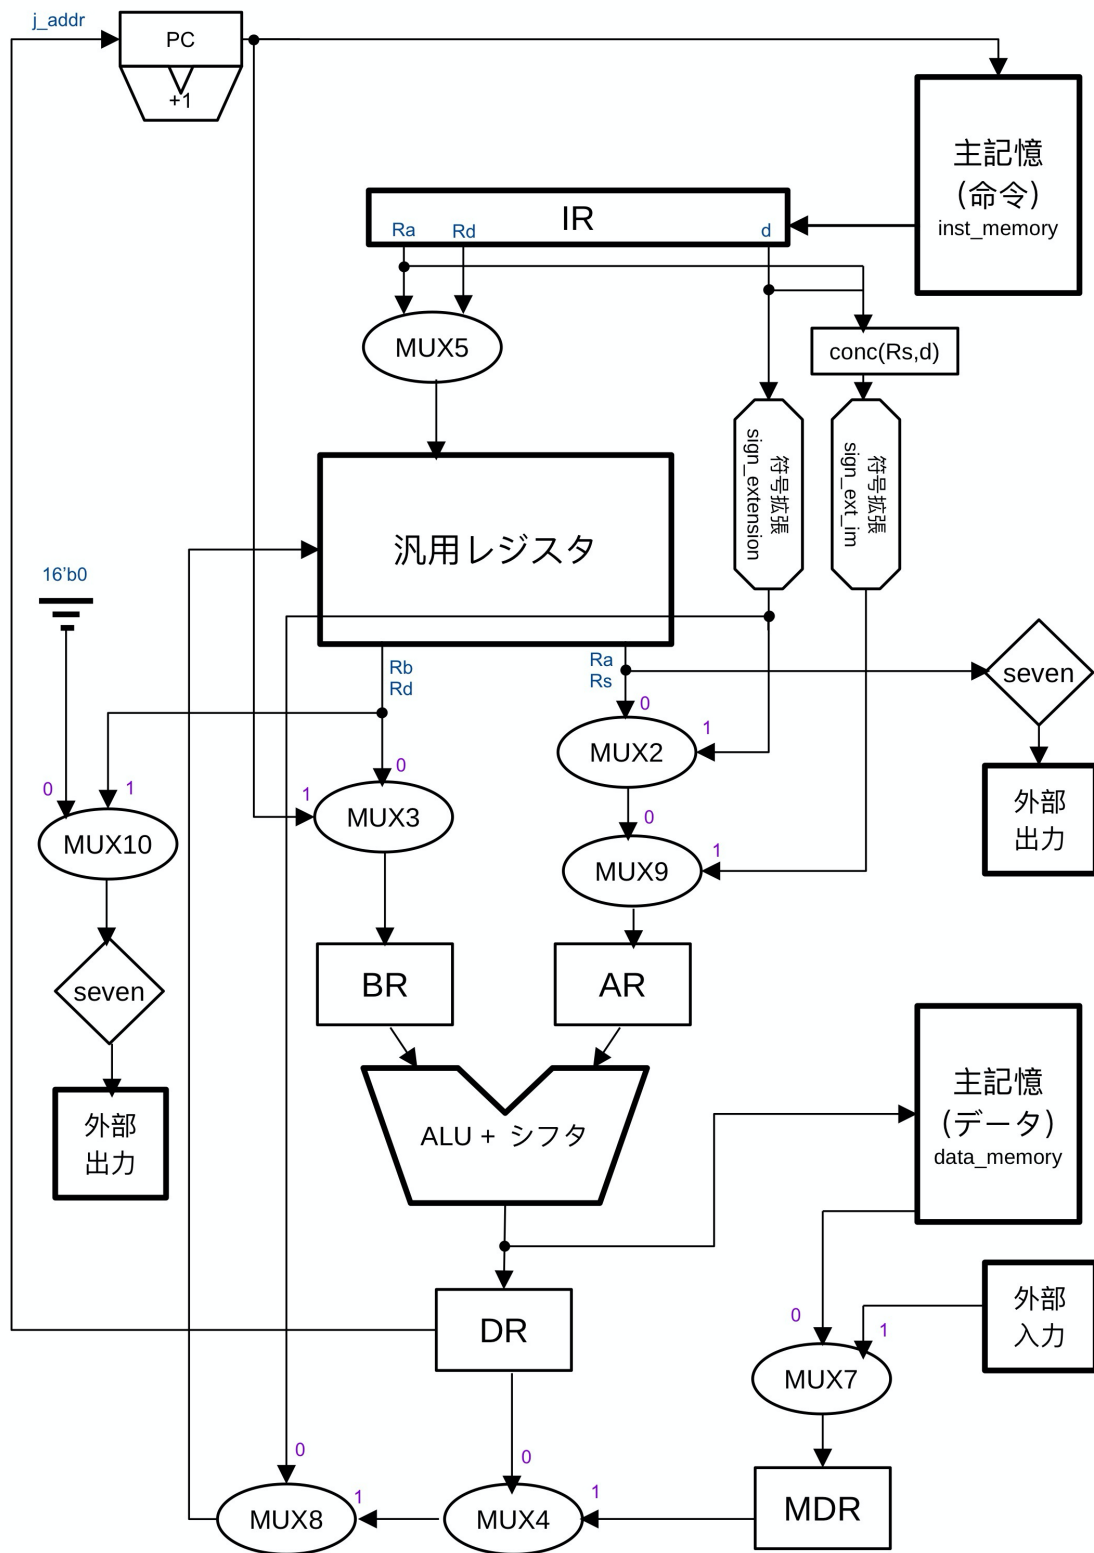 j_addr
PC
+1
主記憶
(命令)
inst_memory
IR
Ra
Rd
d
MUX5
conc(Rs,d)
符号拡張
sign_extension
符号拡張
sign_ext_im
汎用レジスタ
16’b0
Rb
Rd
Ra
Rs
seven
0
1
MUX2
0
1
MUX10
0
1
MUX3
0
1
MUX9
外部
出力
seven
BR
AR
外部
出力
ALU + シフタ
主記憶
(データ)
data_memory
DR
外部
入力
0
1
MUX7
0
1
MUX8
0
1
MUX4
MDR